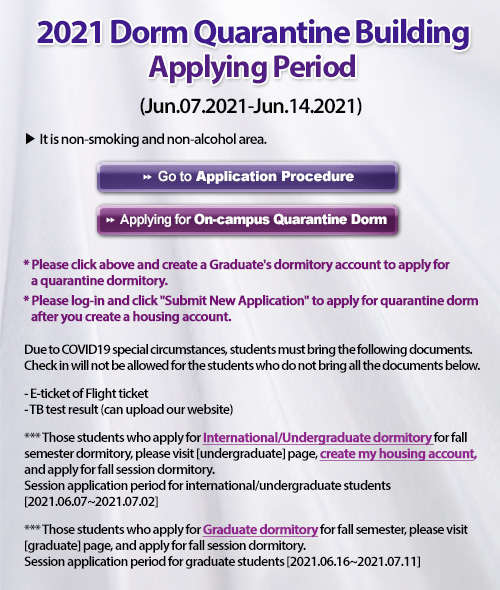 2021 Dorm Quarantine Building
Applying Period
(Jun.07.2021-Jun.14.2021)
▶ It is non-smoking and non-alcohol area.
▸▸ Go to Application Procedure
▸▸ Applying for On-campus Quarantine Dorm
* Please click above and create a Graduate's dormitory account to apply for
a quarantine dormitory.
* Please log-in and click "Submit New Application" to apply for quarantine dorm
after you create a housing account.
Due to COVID19 special circumstances, students must bring the following documents.
Check in will not be allowed for the students who do not bring all the documents below.
- E-ticket of Flight ticket
- TB test result (can upload our website)
*** Those students who apply for International/Undergraduate dormitory for fall
semester dormitory, please visit [undergraduate] page, create my housing account,
and apply for fall session dormitory.
Session application period for international/undergraduate students
[2021.06.07~2021.07.02]
*** Those students who apply for Graduate dormitory for fall semester, please visit
[graduate] page, and apply for fall session dormitory.
Session application period for graduate students [2021.06.16~2021.07.11]